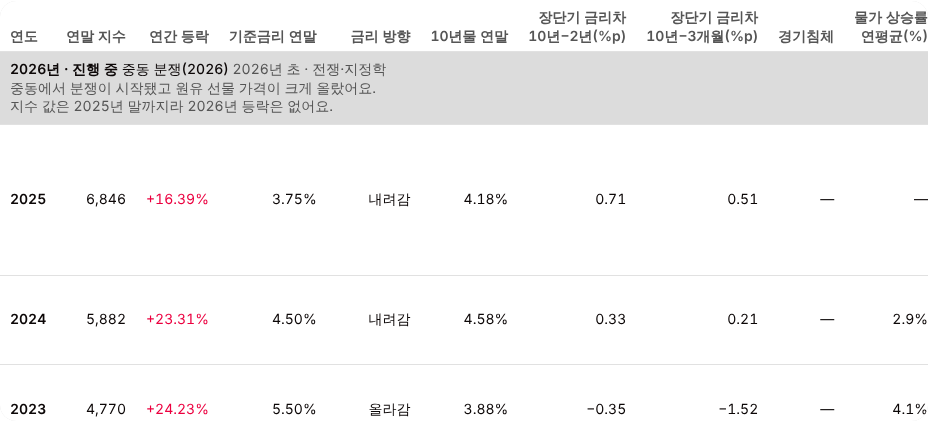 연도 연말 지수 연간 등락 기준금리 연말 금리 방향 10년물 연말 장단기 금리차 10년−2년(%p) 장단기 금리차 10년−3개월(%p) 경기침체 물가 상승률 연평균(%)
2026년 · 진행 중 중동 분쟁(2026) 2026년 초 · 전쟁·지정학
중동에서 분쟁이 시작됐고 원유 선물 가격이 크게 올랐어요.
지수 값은 2025년 말까지라 2026년 등락은 없어요.
2025 6,846 +16.39% 3.75% 내려감 4.18% 0.71 0.51 — —
2024 5,882 +23.31% 4.50% 내려감 4.58% 0.33 0.21 — 2.9%
2023 4,770 +24.23% 5.50% 올라감 3.88% −0.35 −1.52 — 4.1%